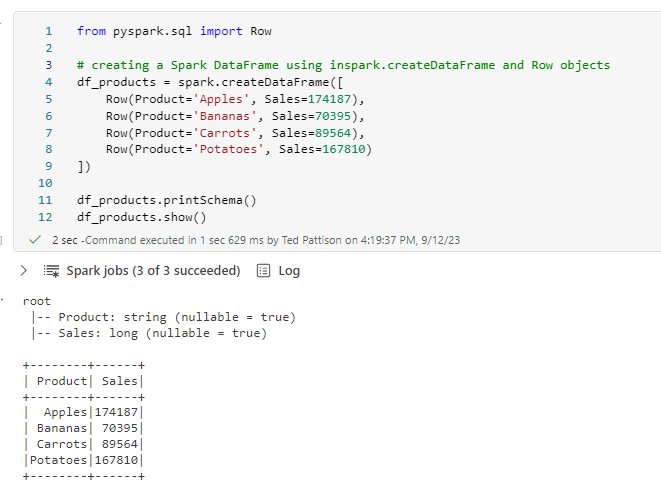 1 from pyspark.sql import Row
2
3 # creating a Spark DataFrame using inspark.createDataFrame and Row objects
4 df_products = spark.createDataFrame([
5     Row(Product='Apples', Sales=174187),
6     Row(Product='Bananas', Sales=70395),
7     Row(Product='Carrots', Sales=89564),
8     Row(Product='Potatoes', Sales=167810)
9 ])
10
11 df_products.printSchema()
12 df_products.show()
2 sec -Command executed in 1 sec 629 ms by Ted Pattison on 4:19:37 PM, 9/12/23
Spark jobs (3 of 3 succeeded) Log
root
 |-- Product: string (nullable = true)
 |-- Sales: long (nullable = true)
+--------+------+
| Product| Sales|
+--------+------+
|  Apples|174187|
| Bananas| 70395|
| Carrots| 89564|
|Potatoes|167810|
+--------+------+